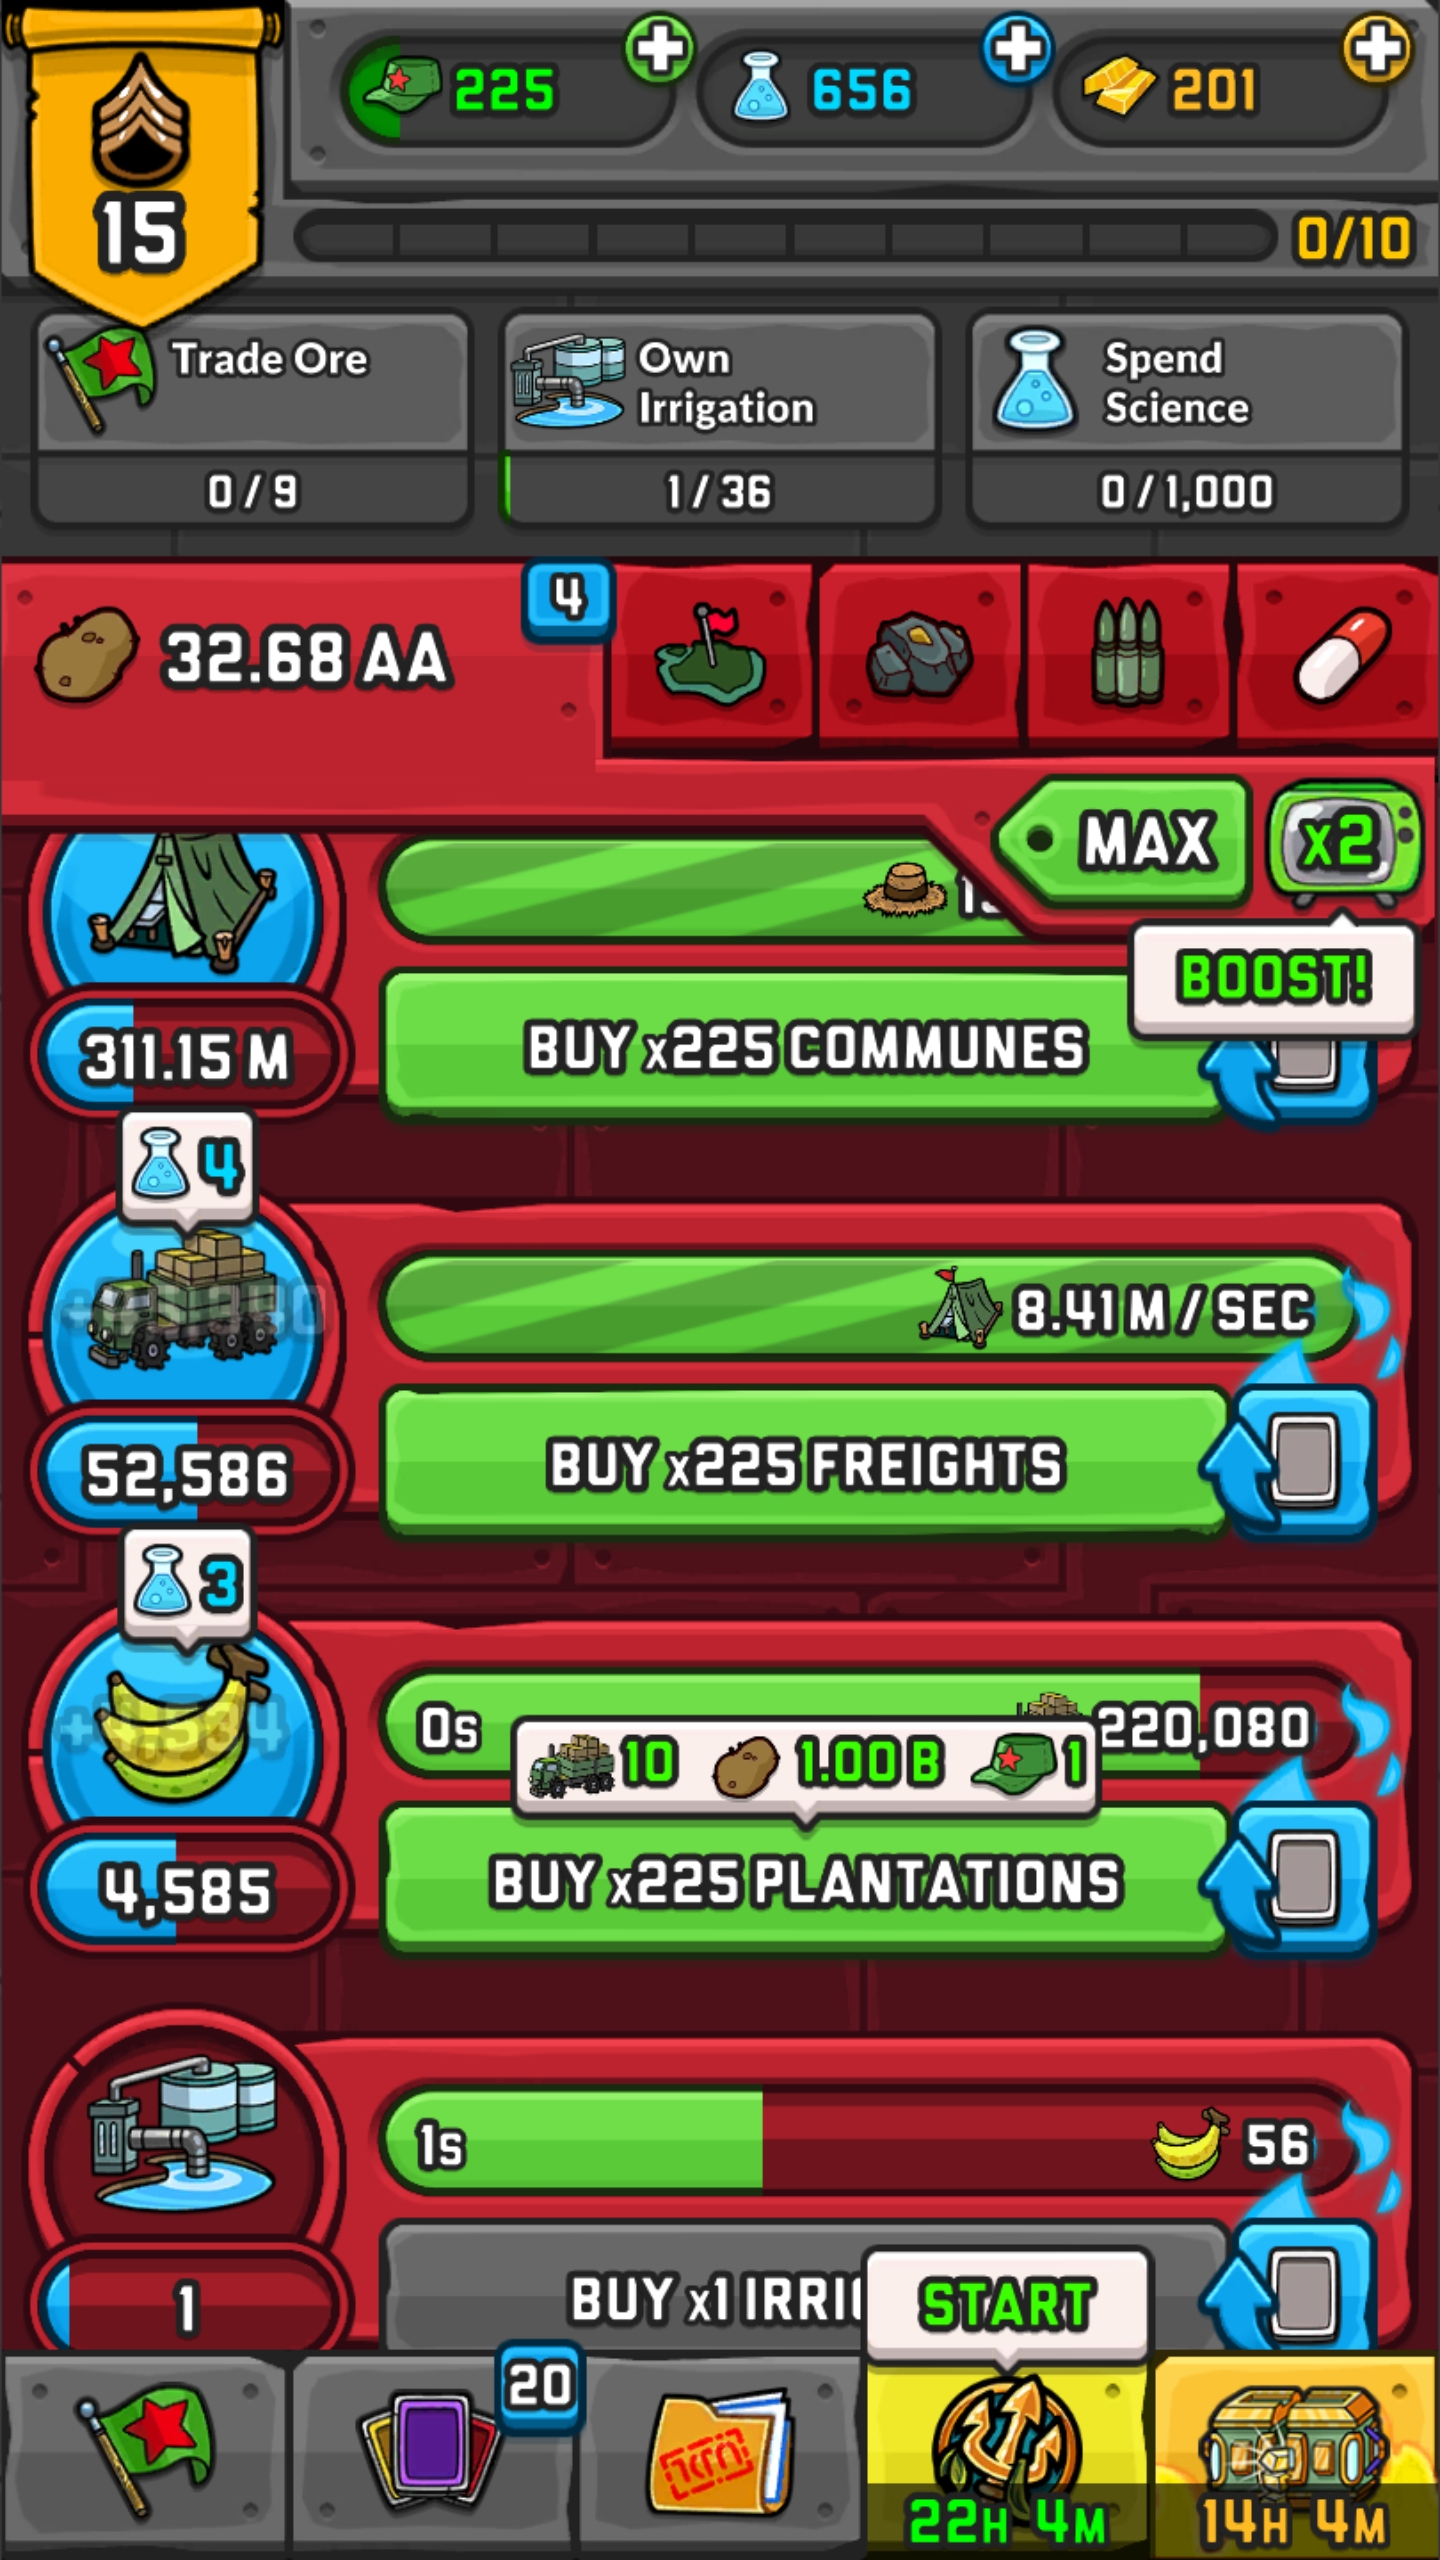 225
656
201
15
0/10
Trade Ore
Own
Irrigation
Spend
Science
0 / 9
1 / 36
0 / 1,000
32.68 AA
4
MAX
x2
BOOST!
BUY x225 COMMUNES
311.15 M
4
8.41 M / SEC
BUY x225 FREIGHTS
52,586
3
0s
220,080
10
1.00 B
1
BUY x225 PLANTATIONS
4,585
1s
56
BUY x1
1
START
20
22H 4M
14H 4M